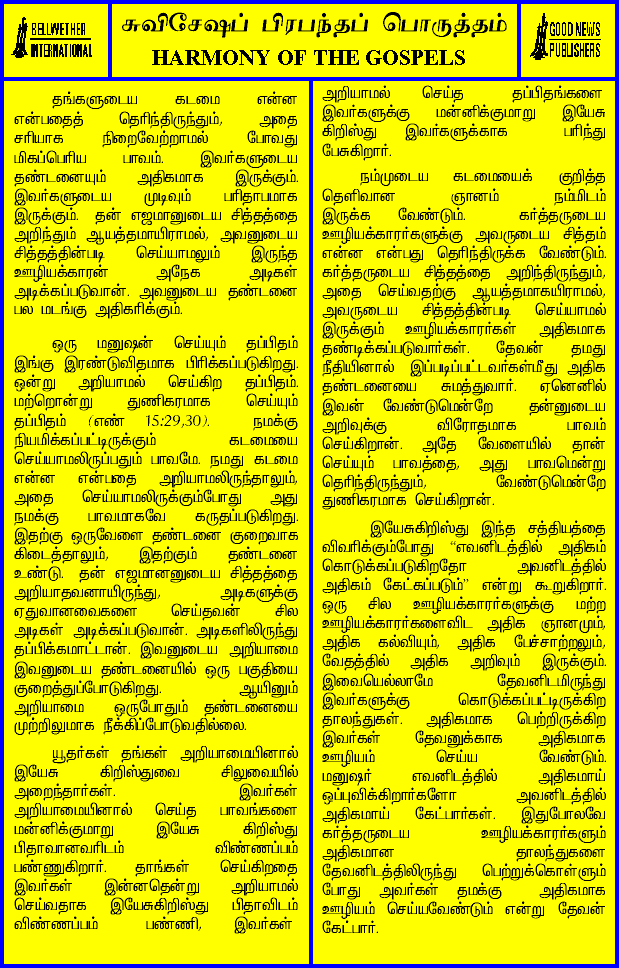 BELLWETHER
INTERNATIONAL
சுவிசேஷப் பிரபந்தப் பொருத்தம்
HARMONY OF THE GOSPELS
GOOD NEWS
PUBLISHERS
தங்களுடைய கடமை என்ன
என்பதைத் தெரிந்திருந்தும், அதை
சரியாக நிறைவேற்றாமல் போவது
மிகப்பெரிய பாவம். இவர்களுடைய
தண்டனையும் அதிகமாக இருக்கும்.
இவர்களுடைய முடிவும் பரிதாபமாக
இருக்கும். தன் எஜமானுடைய சித்தத்தை
அறிந்தும் ஆயத்தமாயிராமல், அவனுடைய
சித்தத்தின்படி செய்யாமலும் இருந்த
ஊழியக்காரன் அநேக அடிகள்
அடிக்கப்படுவான். அவனுடைய தண்டனை
பல மடங்கு அதிகரிக்கும்.
ஒரு மனுஷன் செய்யும் தப்பிதம்
இங்கு இரண்டுவிதமாக பிரிக்கப்படுகிறது.
ஒன்று அறியாமல் செய்கிற தப்பிதம்.
மற்றொன்று துணிகரமாக செய்யும்
தப்பிதம் (எண் 15:29,30). நமக்கு
நியமிக்கப்பட்டிருக்கும் கடமையை
செய்யாமலிருப்பதும் பாவமே. நமது கடமை
என்ன என்பதை அறியாமலிருந்தாலும்,
அதை செய்யாமலிருக்கும்போது அது
நமக்கு பாவமாகவே கருதப்படுகிறது.
இதற்கு ஒருவேளை தண்டனை குறைவாக
கிடைத்தாலும், இதற்கும் தண்டனை
உண்டு. தன் எஜமானனுடைய சித்தத்தை
அறியாதவனாயிருந்து, அடிகளுக்கு
ஏதுவானவைகளை செய்தவன் சில
அடிகள் அடிக்கப்படுவான். அடிகளிலிருந்து
தப்பிக்கமாட்டான். இவனுடைய அறியாமை
இவனுடைய தண்டனையில் ஒரு பகுதியை
குறைத்துப்போடுகிறது. ஆயினும்
அறியாமை ஒருபோதும் தண்டனையை
முற்றிலுமாக நீக்கிப்போடுவதில்லை.
யூதர்கள் தங்கள் அறியாமையினால்
இயேசு கிறிஸ்துவை சிலுவையில்
அறைந்தார்கள். இவர்கள்
அறியாமையினால் செய்த பாவங்களை
மன்னிக்குமாறு இயேசு கிறிஸ்து
பிதாவானவரிடம் விண்ணப்பம்
பண்ணுகிறார். தாங்கள் செய்கிறதை
இவர்கள் இன்னதென்று அறியாமல்
செய்வதாக இயேசுகிறிஸ்து பிதாவிடம்
விண்ணப்பம் பண்ணி, இவர்கள்
அறியாமல் செய்த தப்பிதங்களை
இவர்களுக்கு மன்னிக்குமாறு இயேசு
கிறிஸ்து இவர்களுக்காக பரிந்து
பேசுகிறார்.
நம்முடைய கடமையைக் குறித்த
தெளிவான ஞானம் நம்மிடம்
இருக்க வேண்டும். கர்த்தருடைய
ஊழியக்காரர்களுக்கு அவருடைய சித்தம்
என்ன என்பது தெரிந்திருக்க வேண்டும்.
கர்த்தருடைய சித்தத்தை அறிந்திருந்தும்,
அதை செய்வதற்கு ஆயத்தமாகயிராமல்,
அவருடைய சித்தத்தின்படி செய்யாமல்
இருக்கும் ஊழியக்காரர்கள் அதிகமாக
தண்டிக்கப்படுவார்கள். தேவன் தமது
நீதியினால் இப்படிப்பட்டவர்கள்மீது அதிக
தண்டனையை சுமத்துவார். ஏனெனில்
இவன் வேண்டுமென்றே தன்னுடைய
அறிவுக்கு விரோதமாக பாவம்
செய்கிறான். அதே வேளையில் தான்
செய்யும் பாவத்தை, அது பாவமென்று
தெரிந்திருந்தும், வேண்டுமென்றே
துணிகரமாக செய்கிறான்.
இயேசுகிறிஸ்து இந்த சத்தியத்தை
விவரிக்கும்போது “எவனிடத்தில் அதிகம்
கொடுக்கப்படுகிறதோ அவனிடத்தில்
அதிகம் கேட்கப்படும்” என்று கூறுகிறார்.
ஒரு சில ஊழியக்காரர்களுக்கு மற்ற
ஊழியக்காரர்களைவிட அதிக ஞானமும்,
அதிக கல்வியும், அதிக பேச்சாற்றலும்,
வேதத்தில் அதிக அறிவும் இருக்கும்.
இவையெல்லாமே தேவனிடமிருந்து
இவர்களுக்கு கொடுக்கப்பட்டிருக்கிற
தாலந்துகள். அதிகமாக பெற்றிருக்கிற
இவர்கள் தேவனுக்காக அதிகமாக
ஊழியம் செய்ய வேண்டும்.
மனுஷர் எவனிடத்தில் அதிகமாய்
ஒப்புவிக்கிறார்களோ அவனிடத்தில்
அதிகமாய் கேட்பார்கள். இதுபோலவே
கர்த்தருடைய ஊழியக்காரர்களும்
அதிகமான தாலந்துகளை
தேவனிடத்திலிருந்து பெற்றுக்கொள்ளும்
போது அவர்கள் தமக்கு அதிகமாக
ஊழியம் செய்யவேண்டும் என்று தேவன்
கேட்பார்.